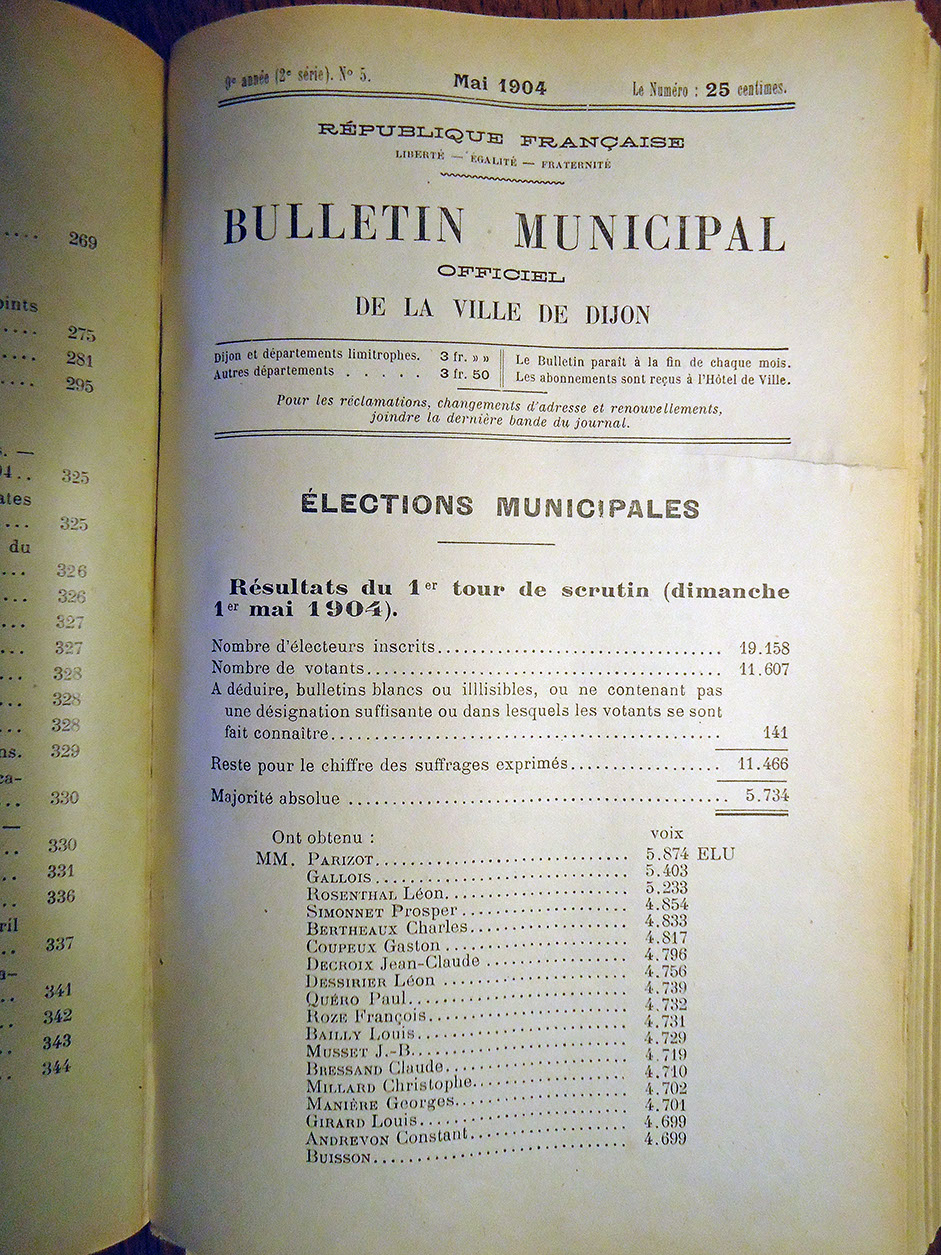 .... 269
oints
.... 275
.... 281
.... 295
s. —
04.. 325
ates
... 325
du
... 326
... 326
... 327
... 327
... 328
... 328
... 328
ns. 329
ca-
.. 330
—
.. 330
.. 331
.. 336
ril
.. 337
a-
.. 341
.. 342
.. 343
.. 344
9e année (2e série). No 5. Mai 1904 Le Numéro : 25 centimes.
RÉPUBLIQUE FRANÇAISE
LIBERTÉ — ÉGALITÉ — FRATERNITÉ
BULLETIN MUNICIPAL
OFFICIEL
DE LA VILLE DE DIJON
Dijon et départements limitrophes. 3 fr. » » Le Bulletin paraît à la fin de chaque mois.
Autres départements . . . . . 3 fr. 50 Les abonnements sont reçus à l'Hôtel de Ville.
Pour les réclamations, changements d'adresse et renouvellements,
joindre la dernière bande du journal.
ÉLECTIONS MUNICIPALES
Résultats du 1er tour de scrutin (dimanche
1er mai 1904).
Nombre d'électeurs inscrits................................ 19.158
Nombre de votants........................................ 11.607
A déduire, bulletins blancs ou illlisibles, ou ne contenant pas
une désignation suffisante ou dans lesquels les votants se sont
fait connaître............................................ 141
Reste pour le chiffre des suffrages exprimés................. 11.466
Majorité absolue .......................................... 5.734
Ont obtenu : voix
MM. PARIZOT............................ 5.874 ELU
GALLOIS............................ 5.403
ROSENTHAL Léon.................... 5.233
SIMONNET Prosper.................. 4.854
BERTHEAUX Charles................. 4.833
COUPEUX Gaston.................... 4.817
DECROIX Jean-Claude............... 4.796
DESSIRIER Léon.................... 4.756
QUÉRO Paul........................ 4.739
ROZE François..................... 4.732
BAILLY Louis...................... 4.731
MUSSET J.-B....................... 4.729
BRESSAND Claude................... 4.719
MILLARD Christophe................ 4.710
MANIÈRE Georges................... 4.702
GIRARD Louis...................... 4.701
ANDREVON Constant................. 4.699
BUISSON........................... 4.699